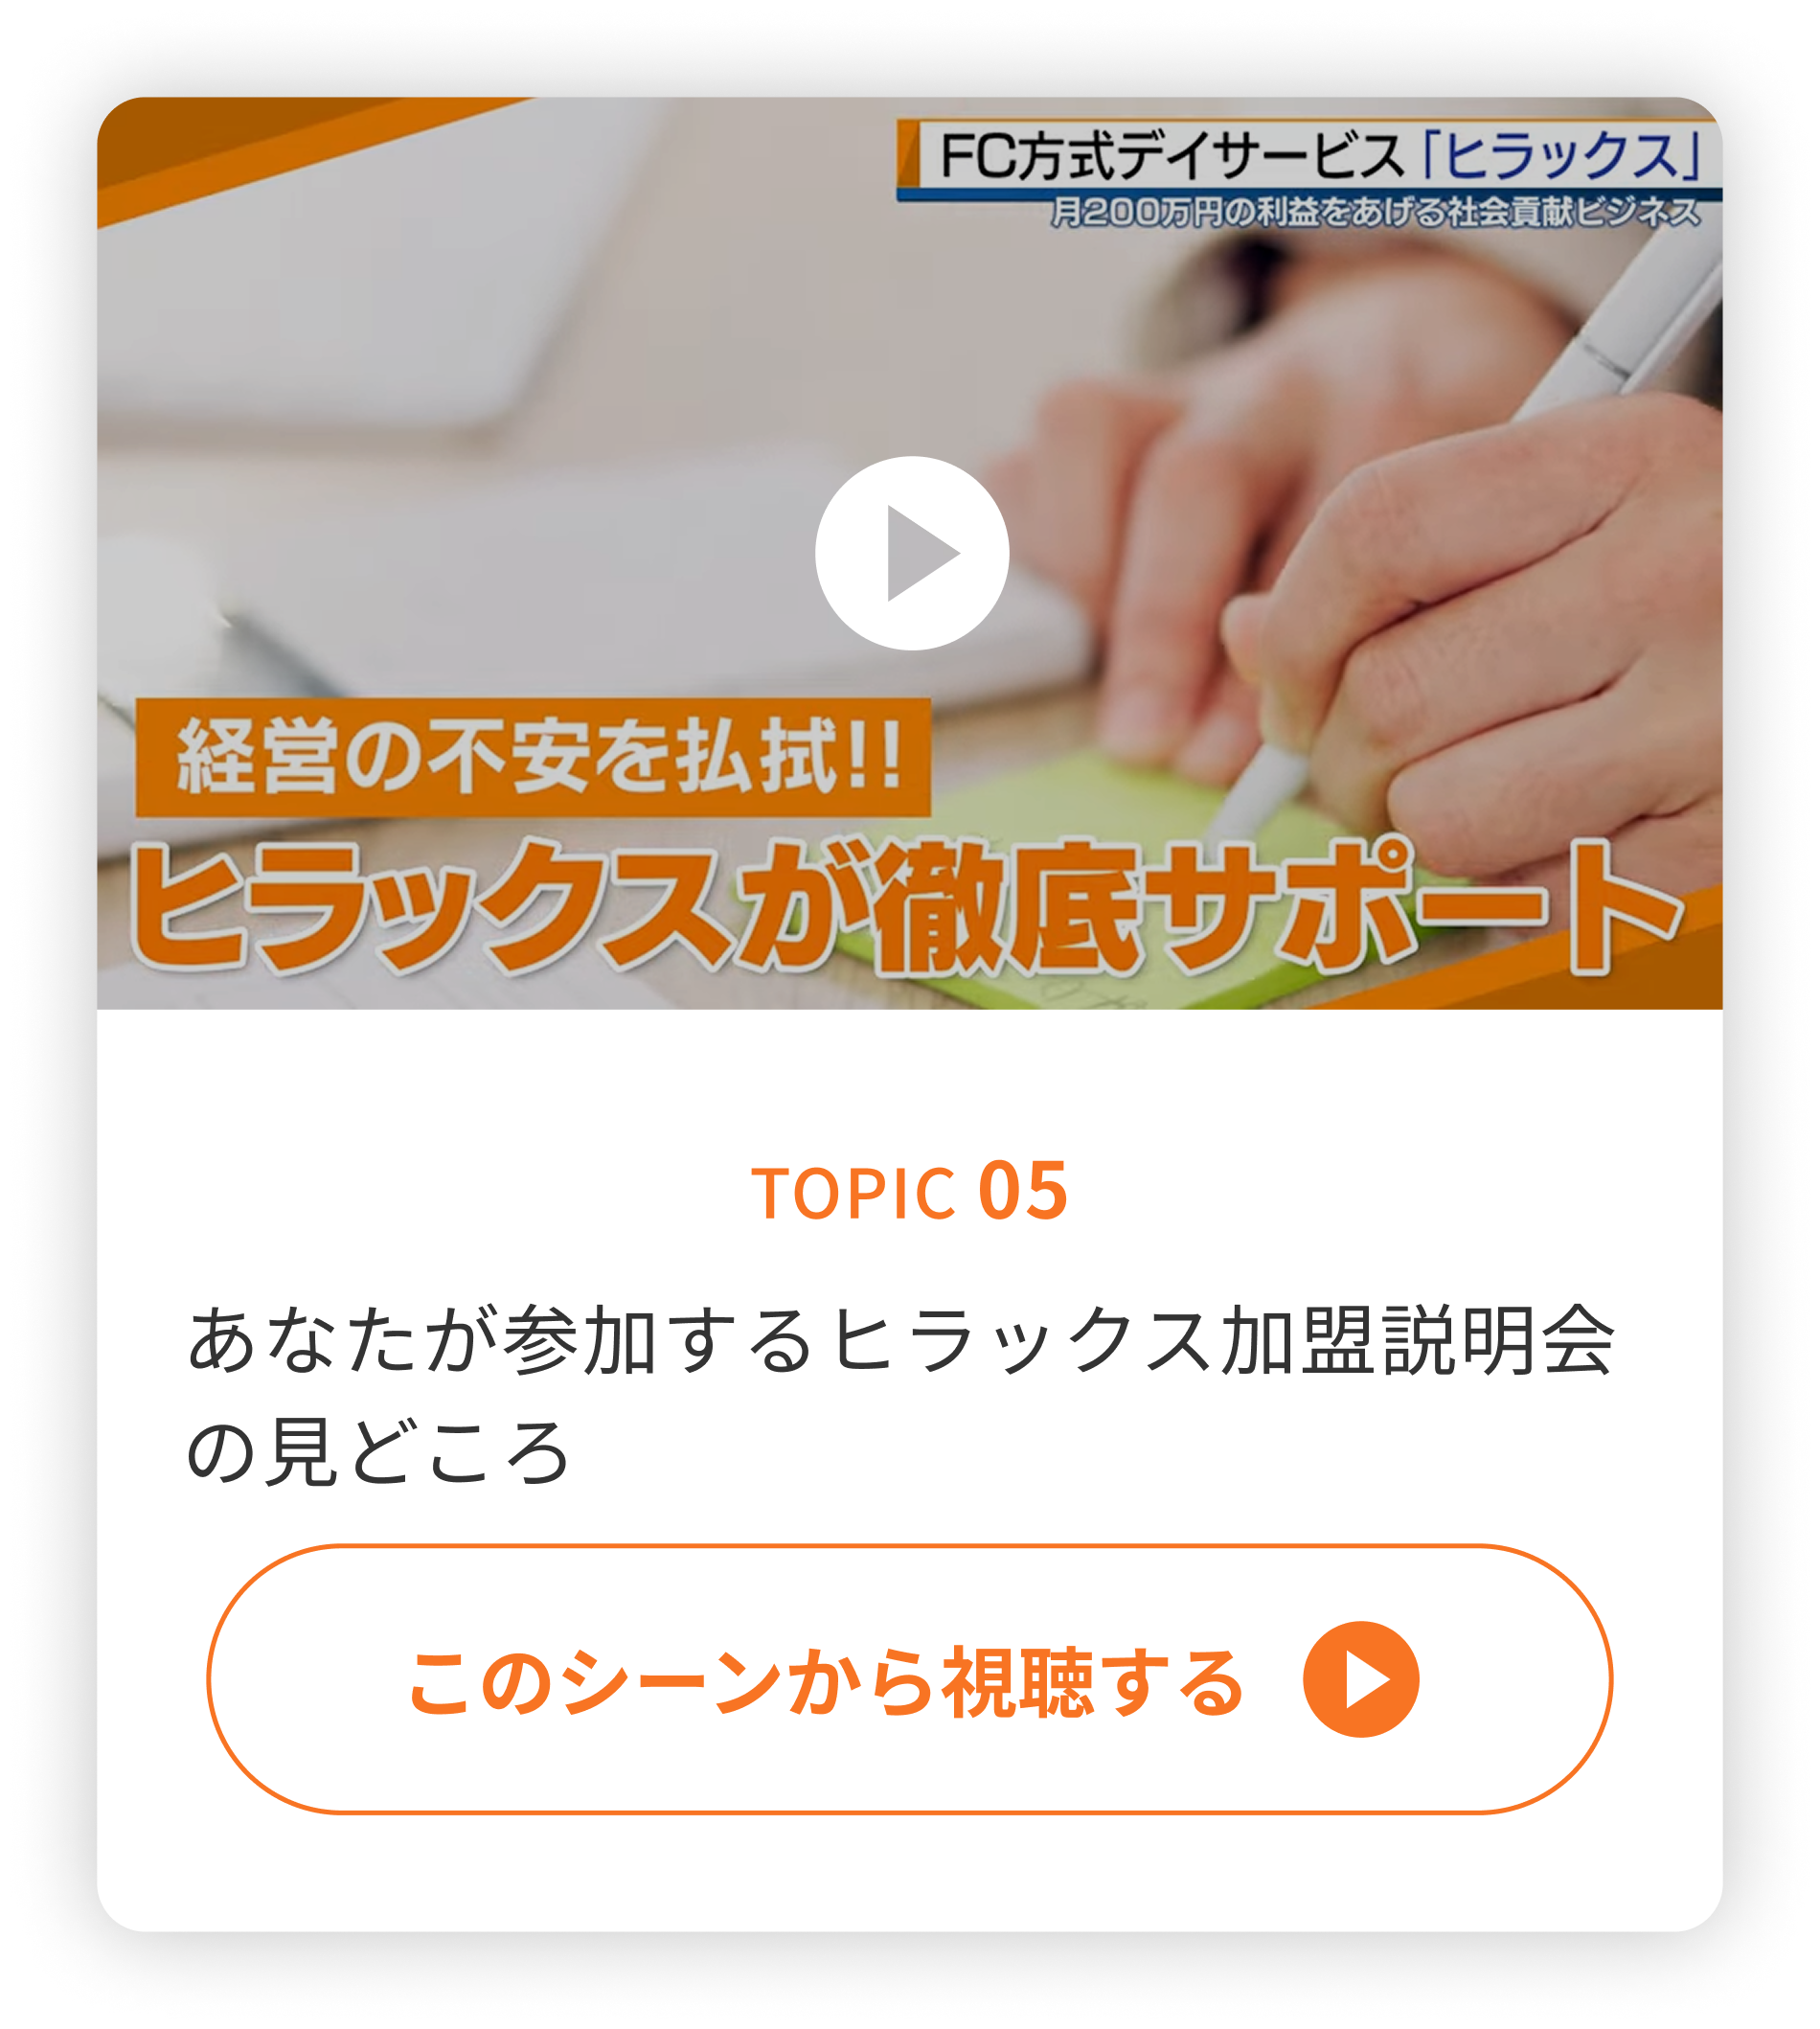 FC方式デイサービス「ヒラックス」
月200万円の利益をあげる社会貢献ビジネス
経営の不安を払拭!!
ヒラックスが徹底サポート
TOPIC 05
あなたが参加するヒラックス加盟説明会
の見どころ
このシーンから視聴する